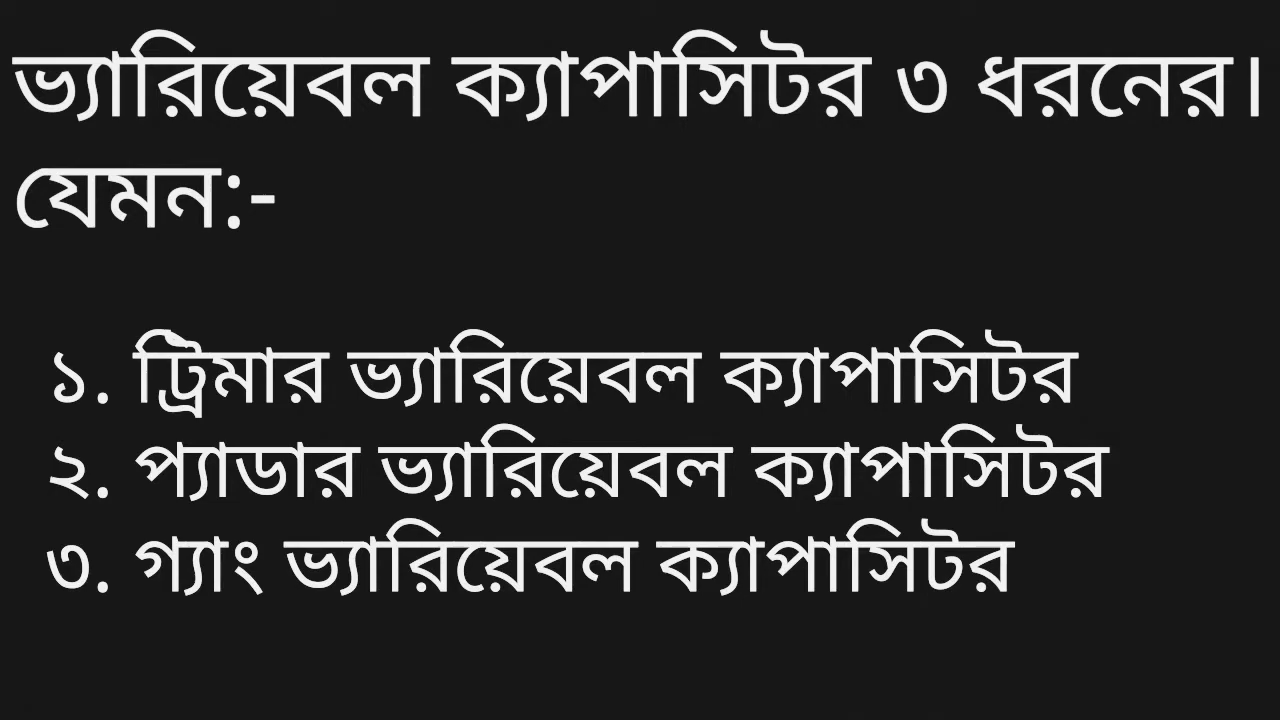 ভ্যারিয়েবল ক্যাপাসিটর ৩ ধরনের।
যেমন:-
১. ট্রিমার ভ্যারিয়েবল ক্যাপাসিটর
২. প্যাডার ভ্যারিয়েবল ক্যাপাসিটর
৩. গ্যাং ভ্যারিয়েবল ক্যাপাসিটর